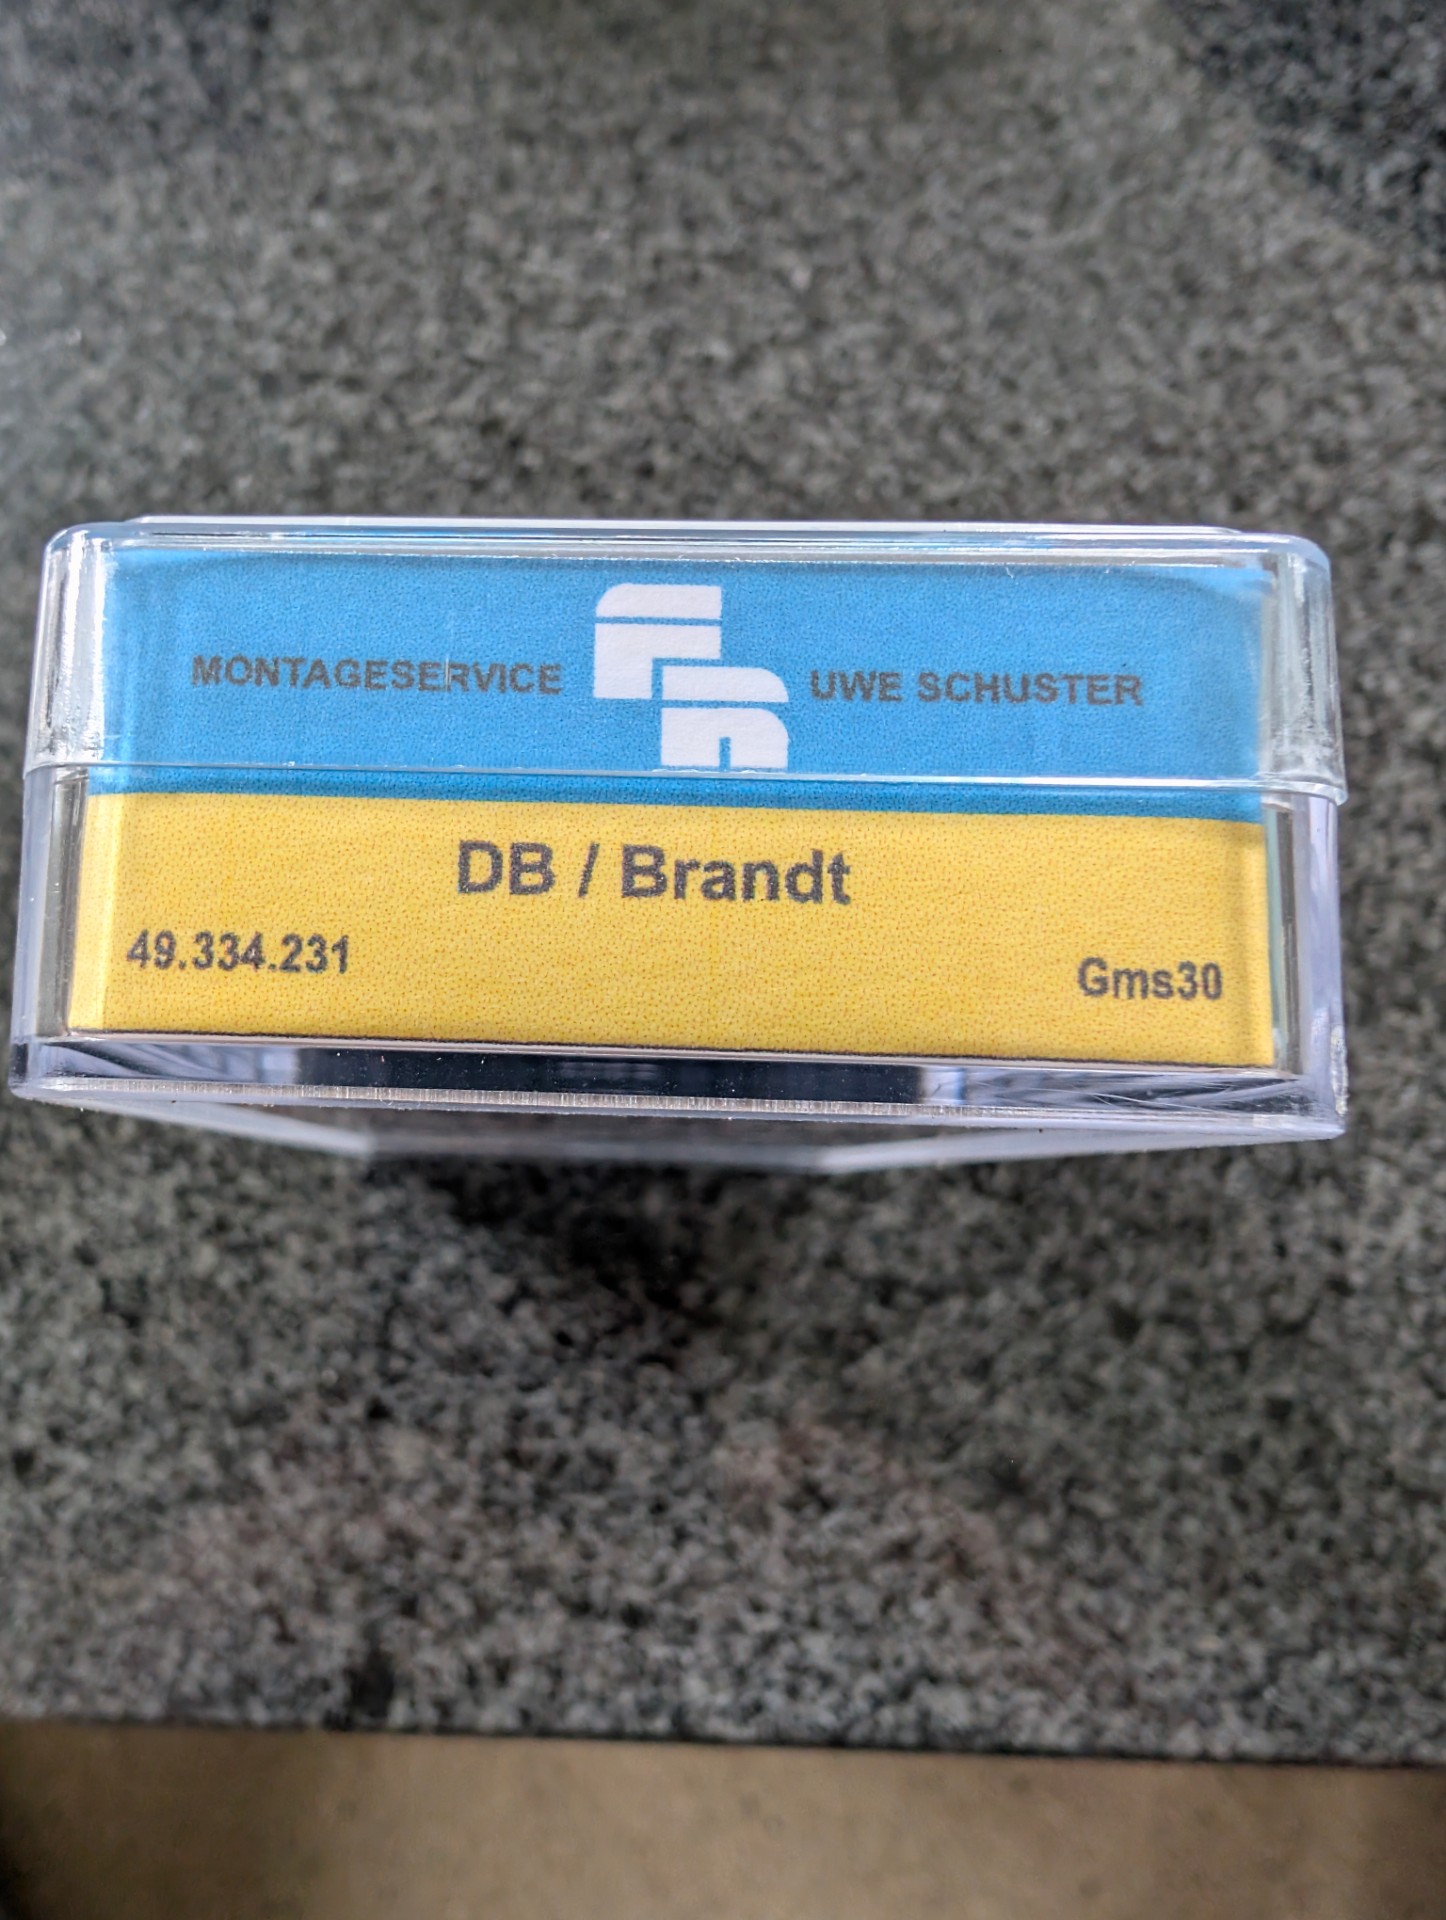 MONTAGESERVICE UWE SCHUSTER
DB / Brandt
49.334.231 Gms30